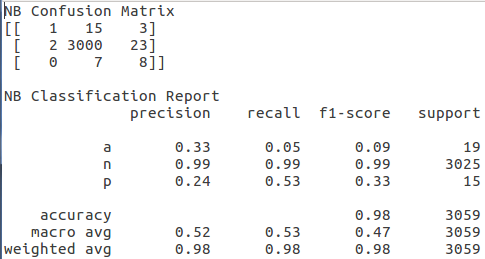 NB Confusion Matrix
[[   1   15    3]
 [   2 3000   23]
 [   0    7    8]]
NB Classification Report
              precision    recall  f1-score   support
           a       0.33      0.05      0.09        19
           n       0.99      0.99      0.99      3025
           p       0.24      0.53      0.33        15
    accuracy                           0.98      3059
   macro avg       0.52      0.53      0.47      3059
weighted avg       0.98      0.98      0.98      3059